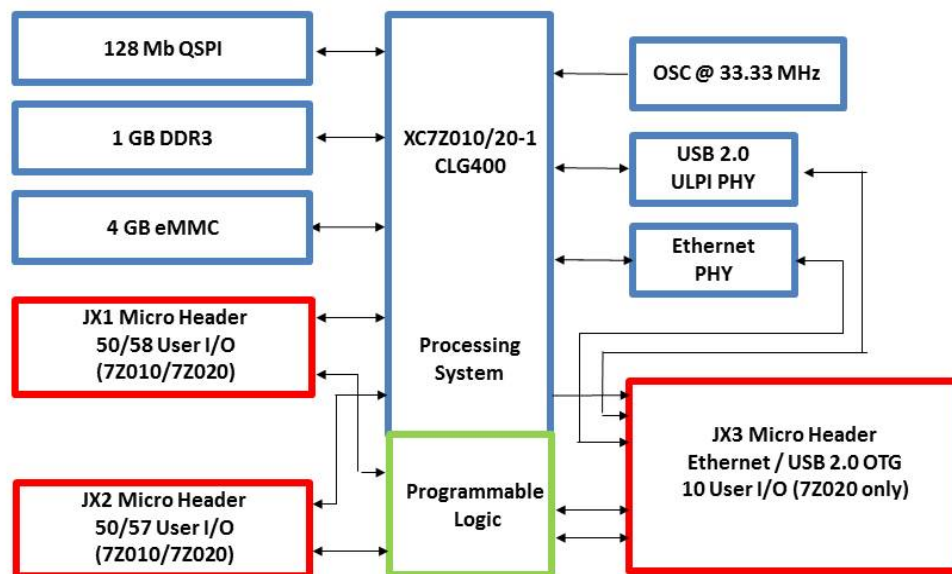 128 Mb QSPI
1 GB DDR3
4 GB eMMC
JX1 Micro Header
50/58 User I/O
(7Z010/7Z020)
JX2 Micro Header
50/57 User I/O
(7Z010/7Z020)
XC7Z010/20-1
CLG400
Processing
System
Programmable
Logic
OSC @ 33.33 MHz
USB 2.0
ULPI PHY
Ethernet
PHY
JX3 Micro Header
Ethernet / USB 2.0 OTG
10 User I/O (7Z020 only)